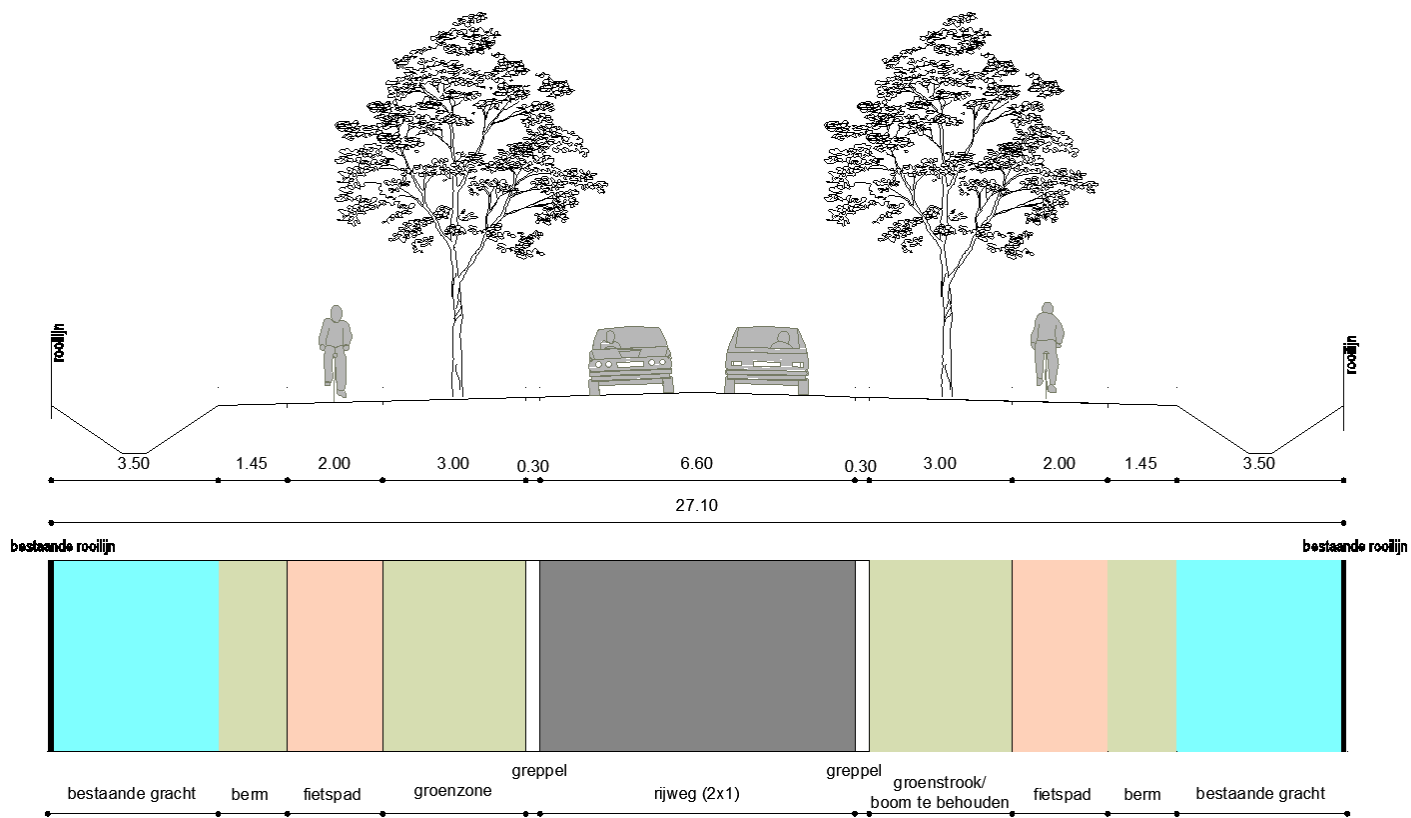 rooilijn
rooilijn
3.50 1.45 2.00 3.00 0.30 6.60 0.30 3.00 2.00 1.45 3.50
27.10
bestaande rooilijn bestaande rooilijn
greppel greppel
bestaande gracht berm fietspad groenzone rijweg (2x1) groenstrook/
boom te behouden fietspad berm bestaande gracht